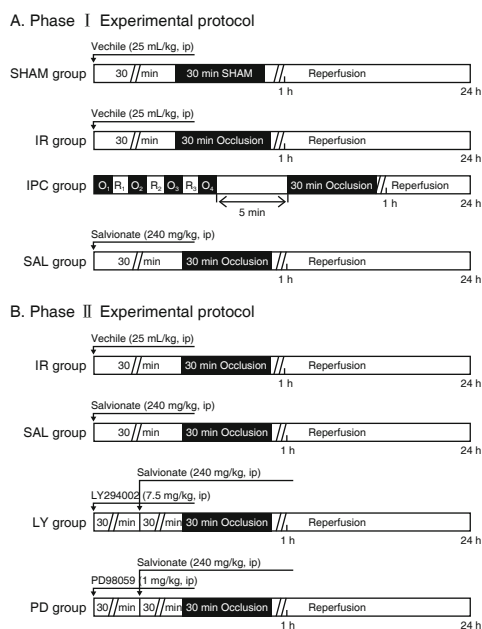 A. Phase Ⅰ Experimental protocol
Vechile (25 mL/kg, ip)
SHAM group 30 min 30 min SHAM Reperfusion
1 h 24 h
Vechile (25 mL/kg, ip)
IR group 30 min 30 min Occlusion Reperfusion
1 h 24 h
IPC group O₁ R₁ O₂ R₂ O₃ R₃ O₄ 30 min Occlusion Reperfusion
5 min 1 h 24 h
Salvionate (240 mg/kg, ip)
SAL group 30 min 30 min Occlusion Reperfusion
1 h 24 h
B. Phase Ⅱ Experimental protocol
Vechile (25 mL/kg, ip)
IR group 30 min 30 min Occlusion Reperfusion
1 h 24 h
Salvionate (240 mg/kg, ip)
SAL group 30 min 30 min Occlusion Reperfusion
1 h 24 h
Salvionate (240 mg/kg, ip)
LY294002 (7.5 mg/kg, ip)
LY group 30 min 30 min 30 min Occlusion Reperfusion
1 h 24 h
Salvionate (240 mg/kg, ip)
PD98059 (1 mg/kg, ip)
PD group 30 min 30 min 30 min Occlusion Reperfusion
1 h 24 h